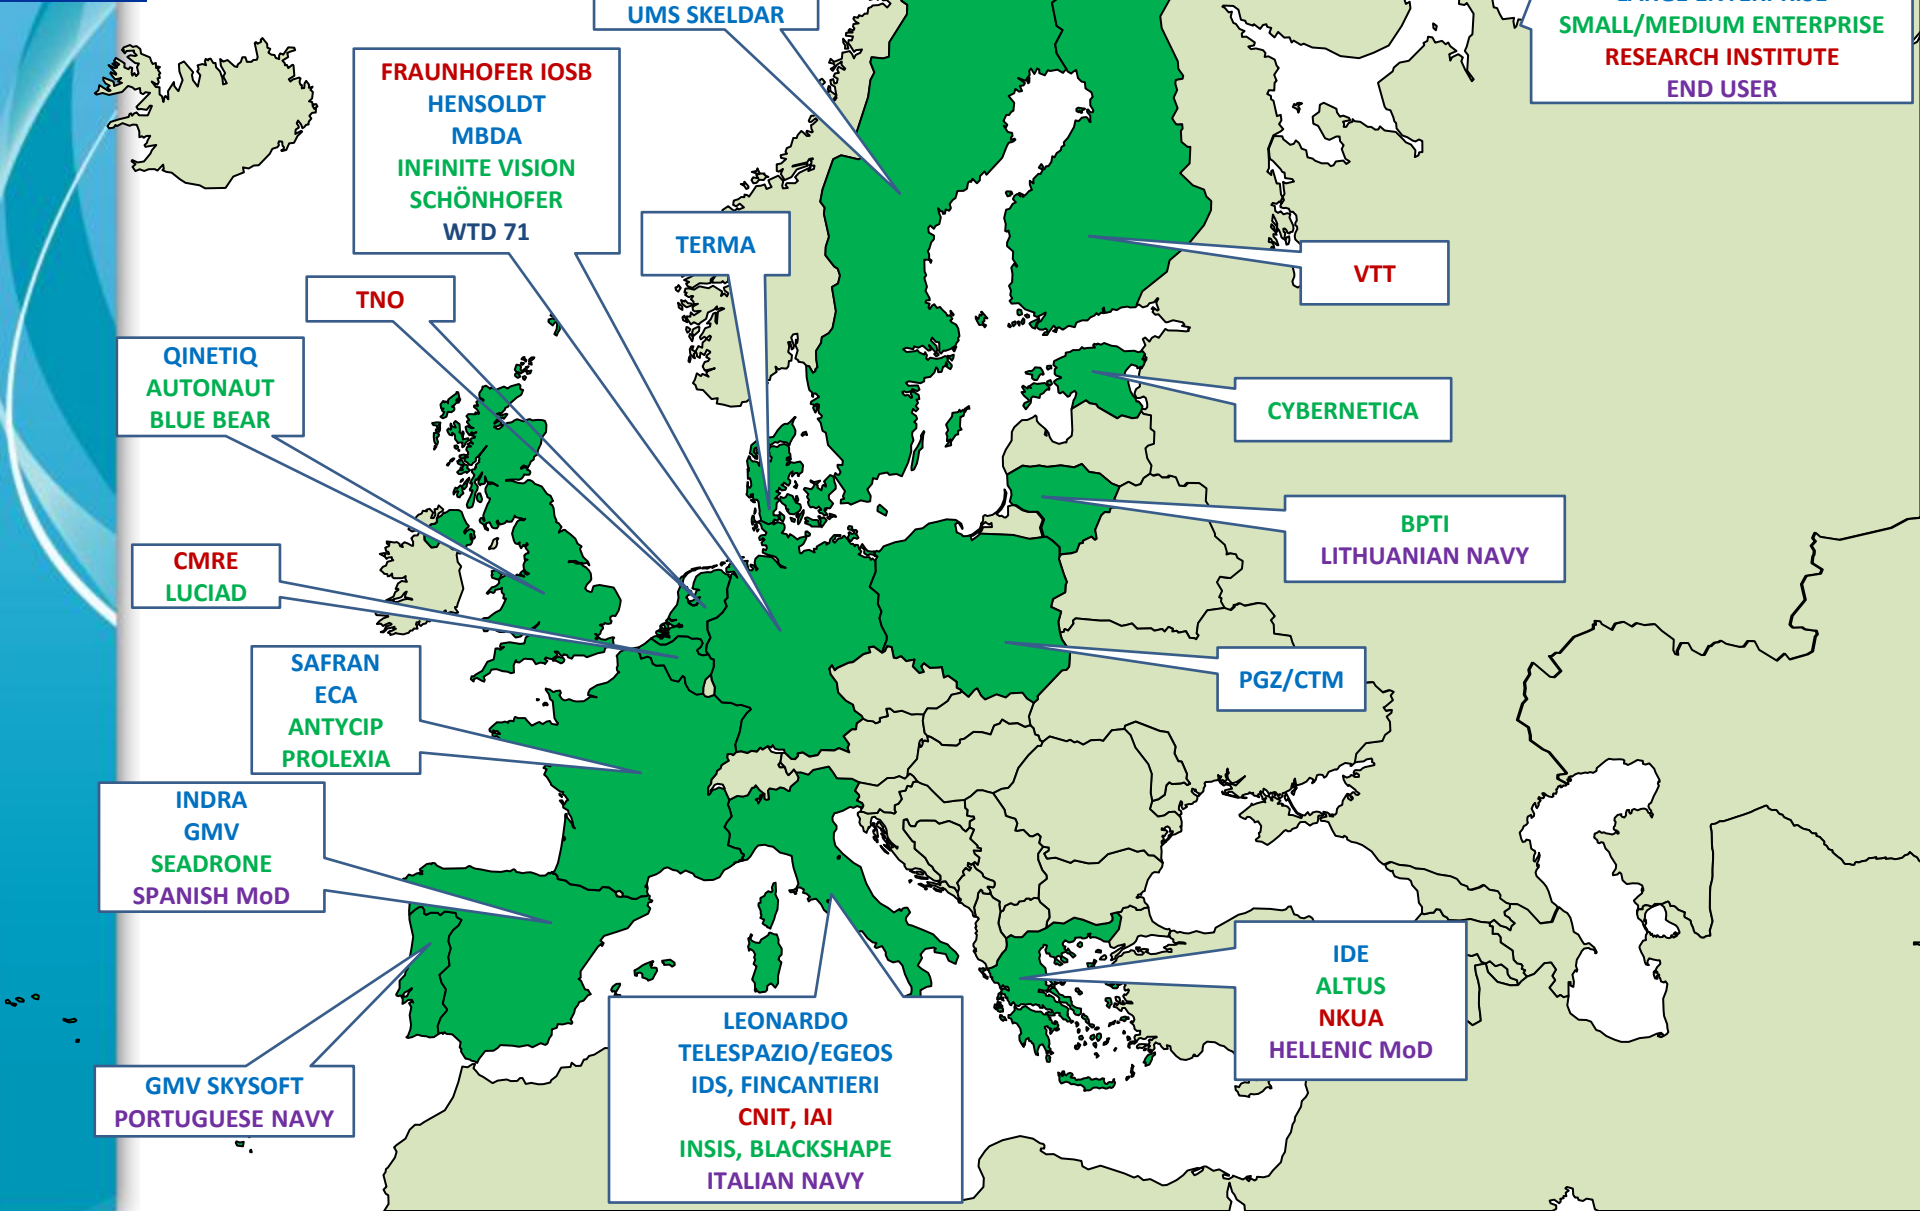 UMS SKELDAR
LARGE ENTERPRISE
SMALL/MEDIUM ENTERPRISE
RESEARCH INSTITUTE
END USER
FRAUNHOFER IOSB
HENSOLDT
MBDA
INFINITE VISION
SCHÖNHOFER
WTD 71
TERMA
VTT
TNO
QINETIQ
AUTONAUT
BLUE BEAR
CYBERNETICA
BPTI
LITHUANIAN NAVY
CMRE
LUCIAD
SAFRAN
ECA
ANTYCIP
PROLEXIA
PGZ/CTM
INDRA
GMV
SEADRONE
SPANISH MoD
IDE
ALTUS
NKUA
HELLENIC MoD
LEONARDO
TELESPAZIO/EGEOS
IDS, FINCANTIERI
CNIT, IAI
INSIS, BLACKSHAPE
ITALIAN NAVY
GMV SKYSOFT
PORTUGUESE NAVY